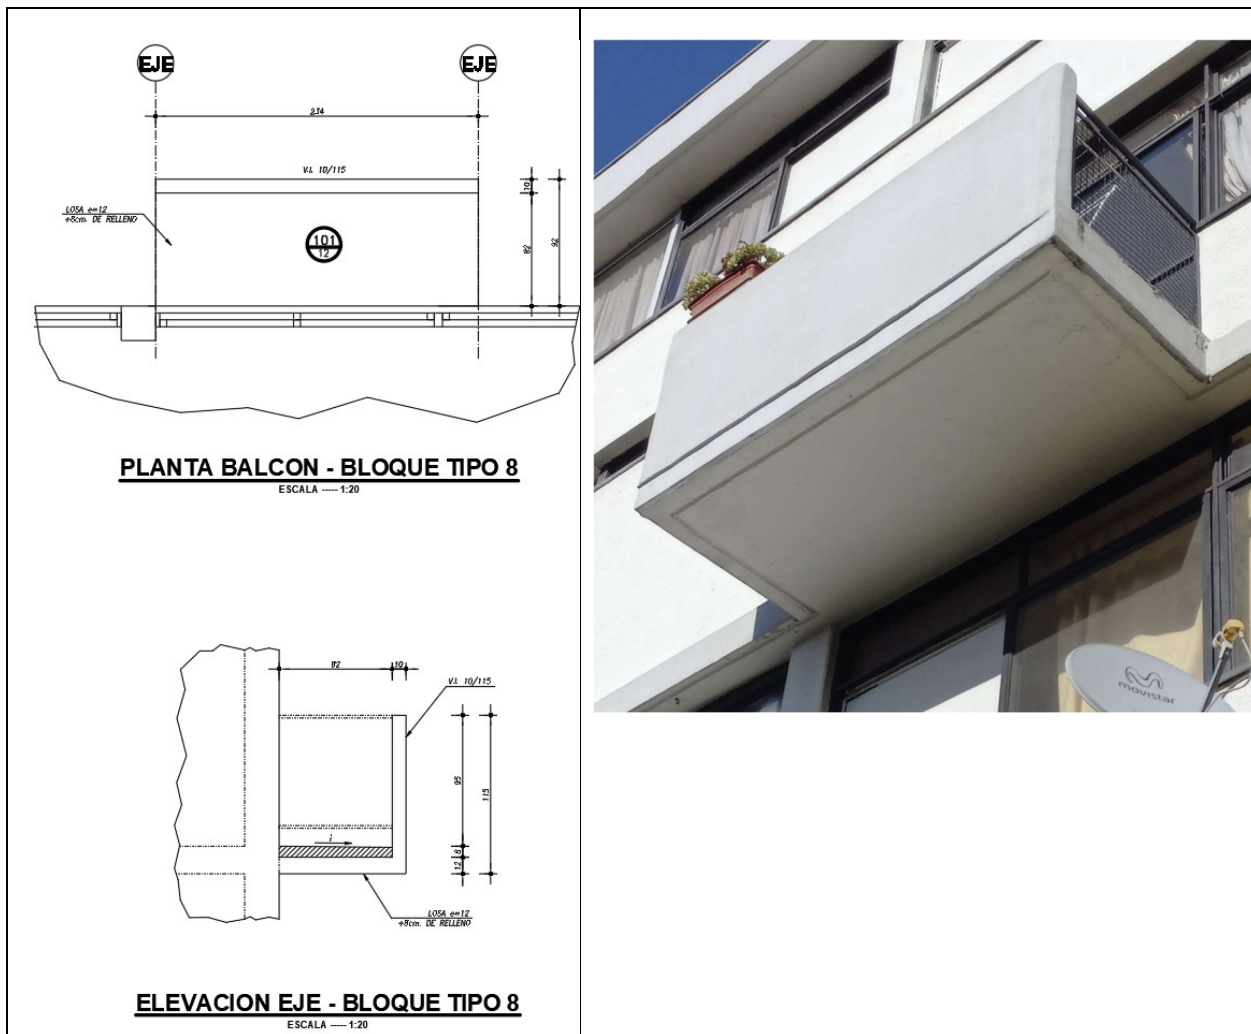 EJE
EJE
234
V.I. 10/115
LOSA e=12
+8cm. DE RELLENO
101
12
10
82
92
PLANTA BALCON - BLOQUE TIPO 8
ESCALA ----- 1:20
82
10
V.I. 10/115
95
115
i
8
12
LOSA e=12
+8cm. DE RELLENO
ELEVACION EJE - BLOQUE TIPO 8
ESCALA ----- 1:20
movistar